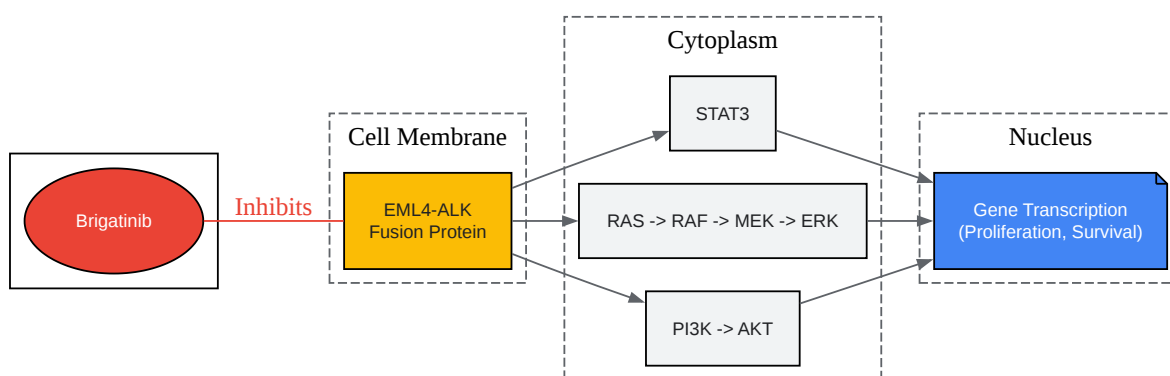 Cytoplasm
STAT3
Cell Membrane
Nucleus
Brigatinib
Inhibits
EML4-ALK
Fusion Protein
RAS -> RAF -> MEK -> ERK
Gene Transcription
(Proliferation, Survival)
PI3K -> AKT